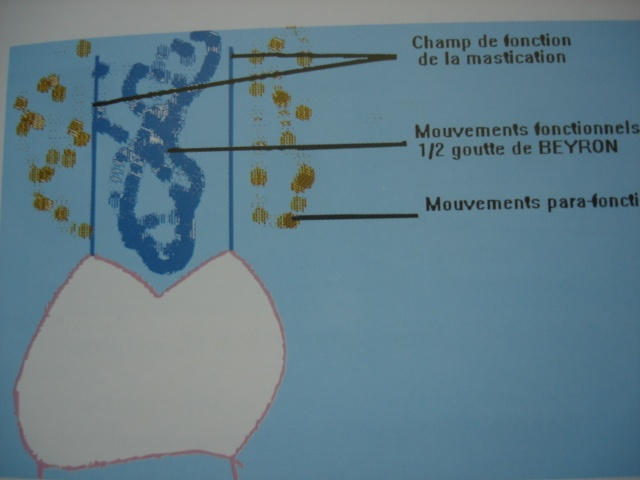 Champ de fonction
de la mastication
Mouvements fonctionnels
1/2 goutte de BEYRON
Mouvements para-foncti